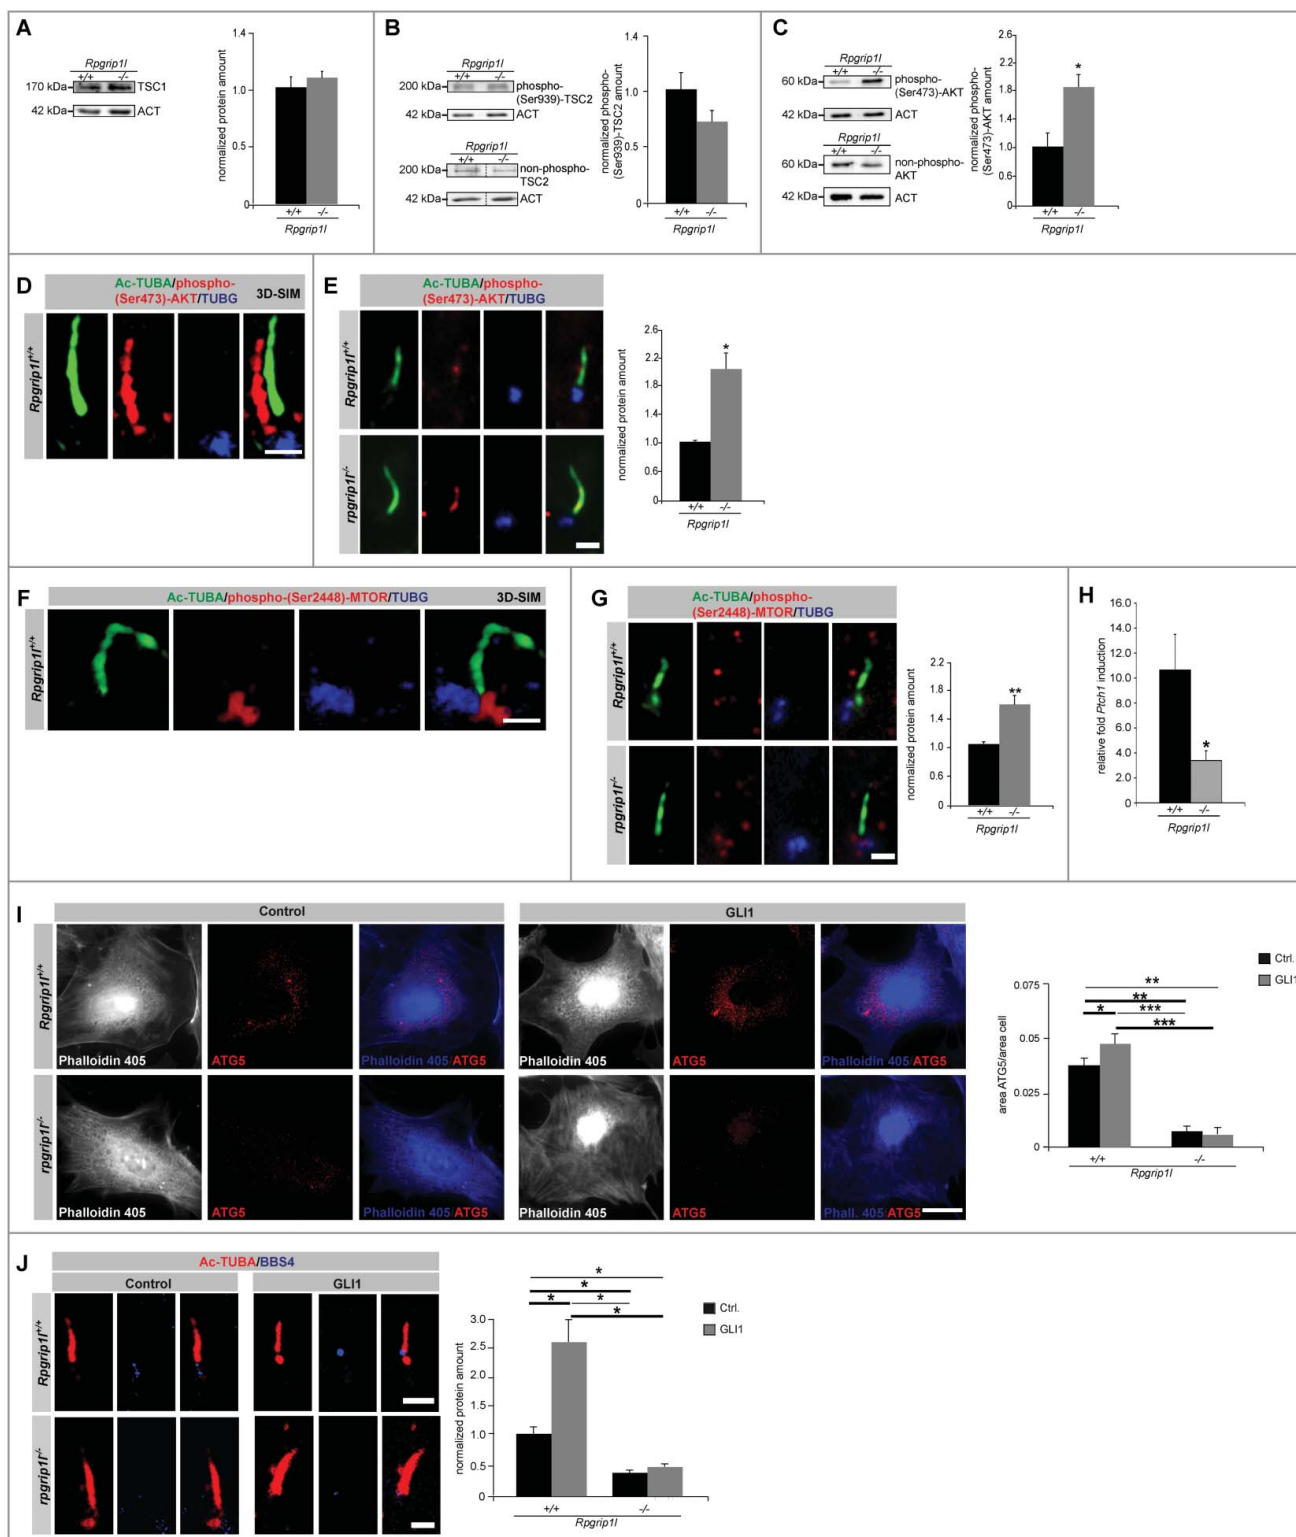 A
Rpgrip1l
+/+ -/-
170 kDa TSC1
42 kDa ACT
normalized protein amount
1.4
1.0
0.5
0
+/+ -/-
Rpgrip1l
B
Rpgrip1l
+/+ -/-
200 kDa phospho-
(Ser939)-TSC2
42 kDa ACT
Rpgrip1l
+/+ -/-
200 kDa non-phospho-
TSC2
42 kDa ACT
normalized phospho-
(Ser939)-TSC2 amount
1.4
1.0
0.5
0
+/+ -/-
Rpgrip1l
C
Rpgrip1l
+/+ -/-
60 kDa phospho-
(Ser473)-AKT
42 kDa ACT
Rpgrip1l
+/+ -/-
60 kDa non-phospho-
AKT
42 kDa ACT
normalized phospho-
(Ser473)-AKT amount
2.6
2.2
1.8
1.4
1.0
0.6
0
*
+/+ -/-
Rpgrip1l
D
Ac-TUBA/phospho-
(Ser473)-AKT/TUBG 3D-SIM
Rpgrip1l+/+
E
Ac-TUBA/phospho-
(Ser473)-AKT/TUBG
Rpgrip1l+/+
rpgrip1l-/-
normalized protein amount
2.6
2.2
1.8
1.4
1.0
0.6
0
*
+/+ -/-
Rpgrip1l
F
Ac-TUBA/phospho-(Ser2448)-MTOR/TUBG 3D-SIM
Rpgrip1l+/+
G
Ac-TUBA/phospho-
(Ser2448)-MTOR/TUBG
Rpgrip1l+/+
rpgrip1l-/-
normalized protein amount
2.2
1.8
1.4
1.0
0.6
0
**
+/+ -/-
Rpgrip1l
H
relative fold Ptch1 induction
16.0
14.0
12.0
10.0
8.0
6.0
4.0
2.0
0
*
+/+ -/-
Rpgrip1l
I
Control GLI1
Rpgrip1l+/+
Phalloidin 405 ATG5 Phalloidin 405/ATG5 Phalloidin 405 ATG5 Phalloidin 405/ATG5
rpgrip1l-/-
Phalloidin 405 ATG5 Phalloidin 405/ATG5 Phalloidin 405 ATG5 Phall. 405/ATG5
Ctrl.
GLI1
area ATG5/area cell
0.075
0.05
0.025
0
**
**
* ***
***
+/+ -/-
Rpgrip1l
J
Ac-TUBA/BBS4
Control GLI1
Rpgrip1l+/+
rpgrip1l-/-
Ctrl.
GLI1
normalized protein amount
3.0
2.5
2.0
1.5
1.0
0.5
0
*
*
* *
*
+/+ -/-
Rpgrip1l